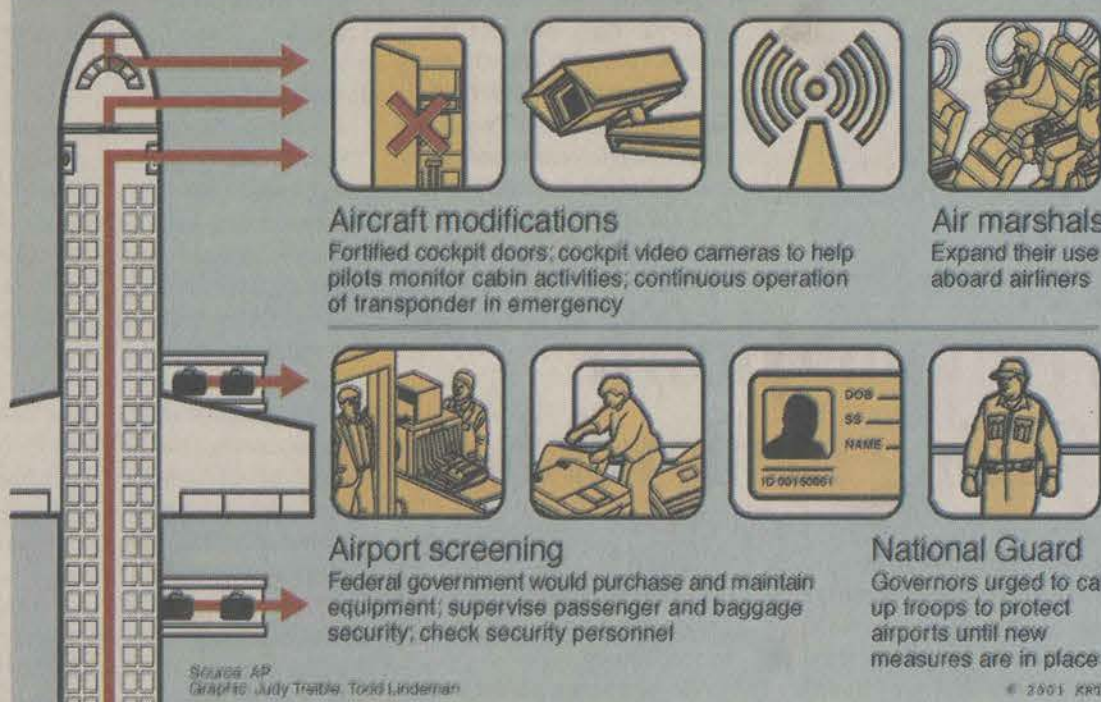 Aircraft modifications
Fortified cockpit doors; cockpit video cameras to help
pilots monitor cabin activities; continuous operation
of transponder in emergency
Air marshals
Expand their use
aboard airliners
DOB
SS
NAME
Airport screening
Federal government would purchase and maintain
equipment; supervise passenger and baggage
security; check security personnel
National Guard
Governors urged to ca
up troops to protect
airports until new
measures are in place
Source: AP
Graphic: Judy Treible, Todd Lindeman
© 2001 KRT